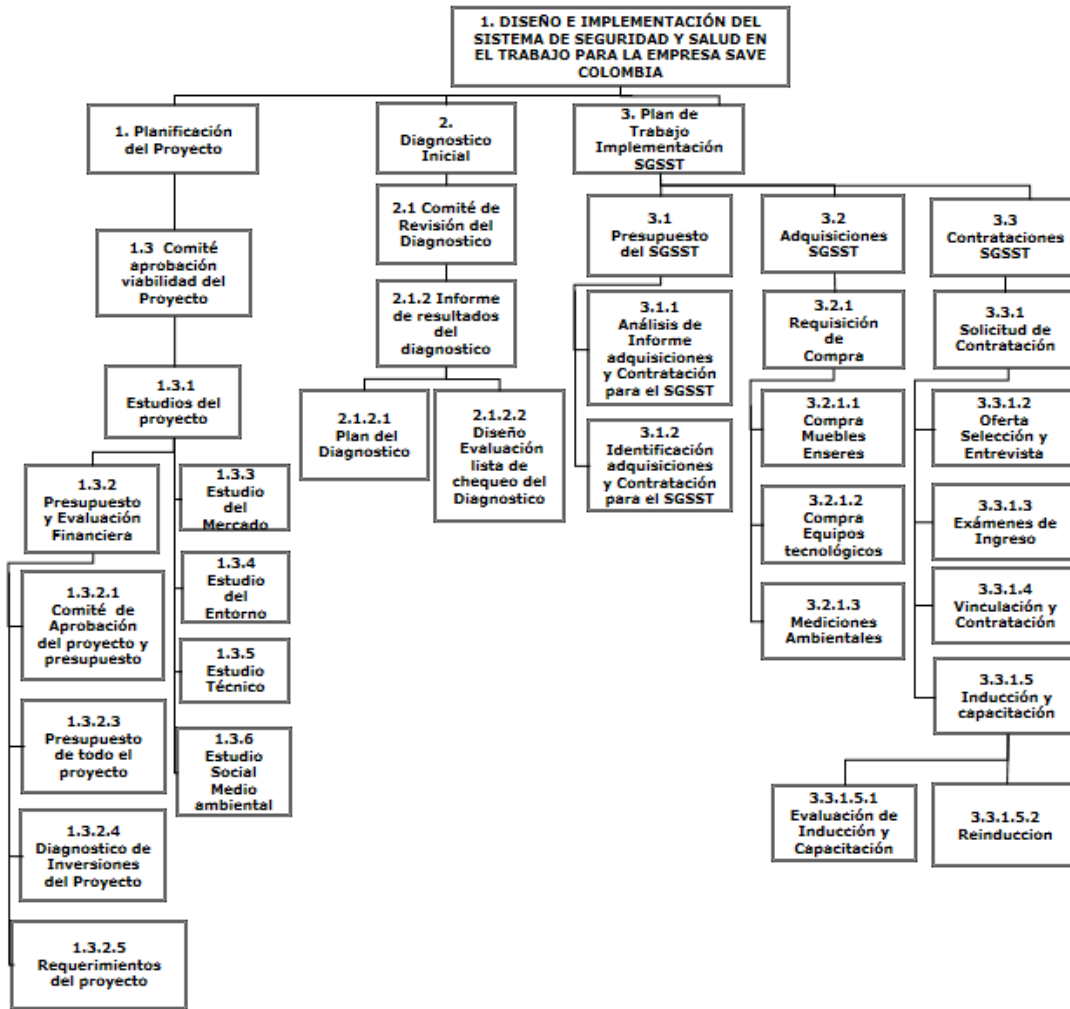 1. DISEÑO E IMPLEMENTACIÓN DEL
SISTEMA DE SEGURIDAD Y SALUD EN
EL TRABAJO PARA LA EMPRESA SAVE
COLOMBIA
1. Planificación
del Proyecto
2.
Diagnostico
Inicial
3. Plan de
Trabajo
Implementación
SGSST
1.3 Comité
aprobación
viabilidad del
Proyecto
1.3.1
Estudios del
proyecto
1.3.2
Presupuesto
y Evaluación
Financiera
1.3.2.1
Comité de
Aprobación
del proyecto y
presupuesto
1.3.2.3
Presupuesto
de todo el
proyecto
1.3.2.4
Diagnostico de
Inversiones
del Proyecto
1.3.2.5
Requerimientos
del proyecto
1.3.3
Estudio
del
Mercado
1.3.4
Estudio
del
Entorno
1.3.5
Estudio
Técnico
1.3.6
Estudio
Social
Medio
ambiental
2.1 Comité de
Revisión del
Diagnostico
2.1.2 Informe
de resultados
del
diagnostico
2.1.2.1
Plan del
Diagnostico
2.1.2.2
Diseño
Evaluación
lista de
chequeo del
Diagnostico
3.1
Presupuesto
del SGSST
3.1.1
Análisis de
Informe
adquisiciones
y Contratación
para el SGSST
3.1.2
Identificación
adquisiciones
y Contratación
para el SGSST
3.2
Adquisiciones
SGSST
3.2.1
Requisición
de
Compra
3.2.1.1
Compra
Muebles
Enseres
3.2.1.2
Compra
Equipos
tecnológicos
3.2.1.3
Mediciones
Ambientales
3.3
Contrataciones
SGSST
3.3.1
Solicitud de
Contratación
3.3.1.2
Oferta
Selección y
Entrevista
3.3.1.3
Exámenes de
Ingreso
3.3.1.4
Vinculación y
Contratación
3.3.1.5
Inducción y
capacitación
3.3.1.5.1
Evaluación de
Inducción y
Capacitación
3.3.1.5.2
Reinduccion